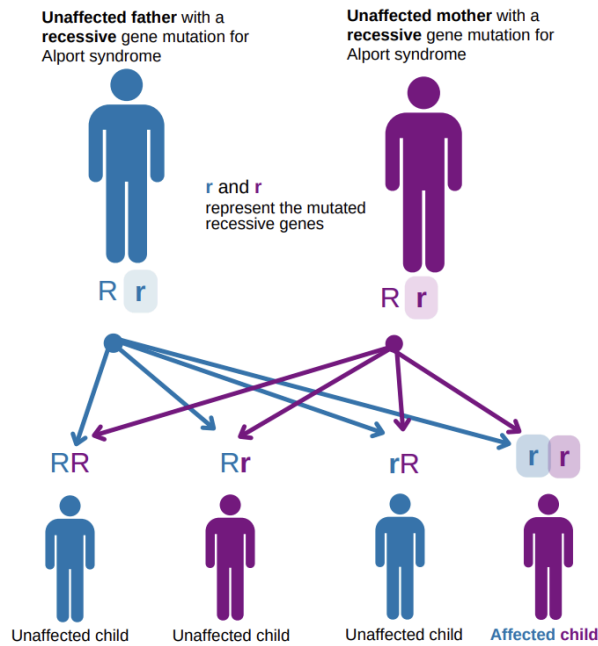 Unaffected father with a
recessive gene mutation for
Alport syndrome
Unaffected mother with a
recessive gene mutation for
Alport syndrome
r and r
represent the mutated
recessive genes
R r
R r
RR
Rr
rR
r r
Unaffected child
Unaffected child
Unaffected child
Affected child